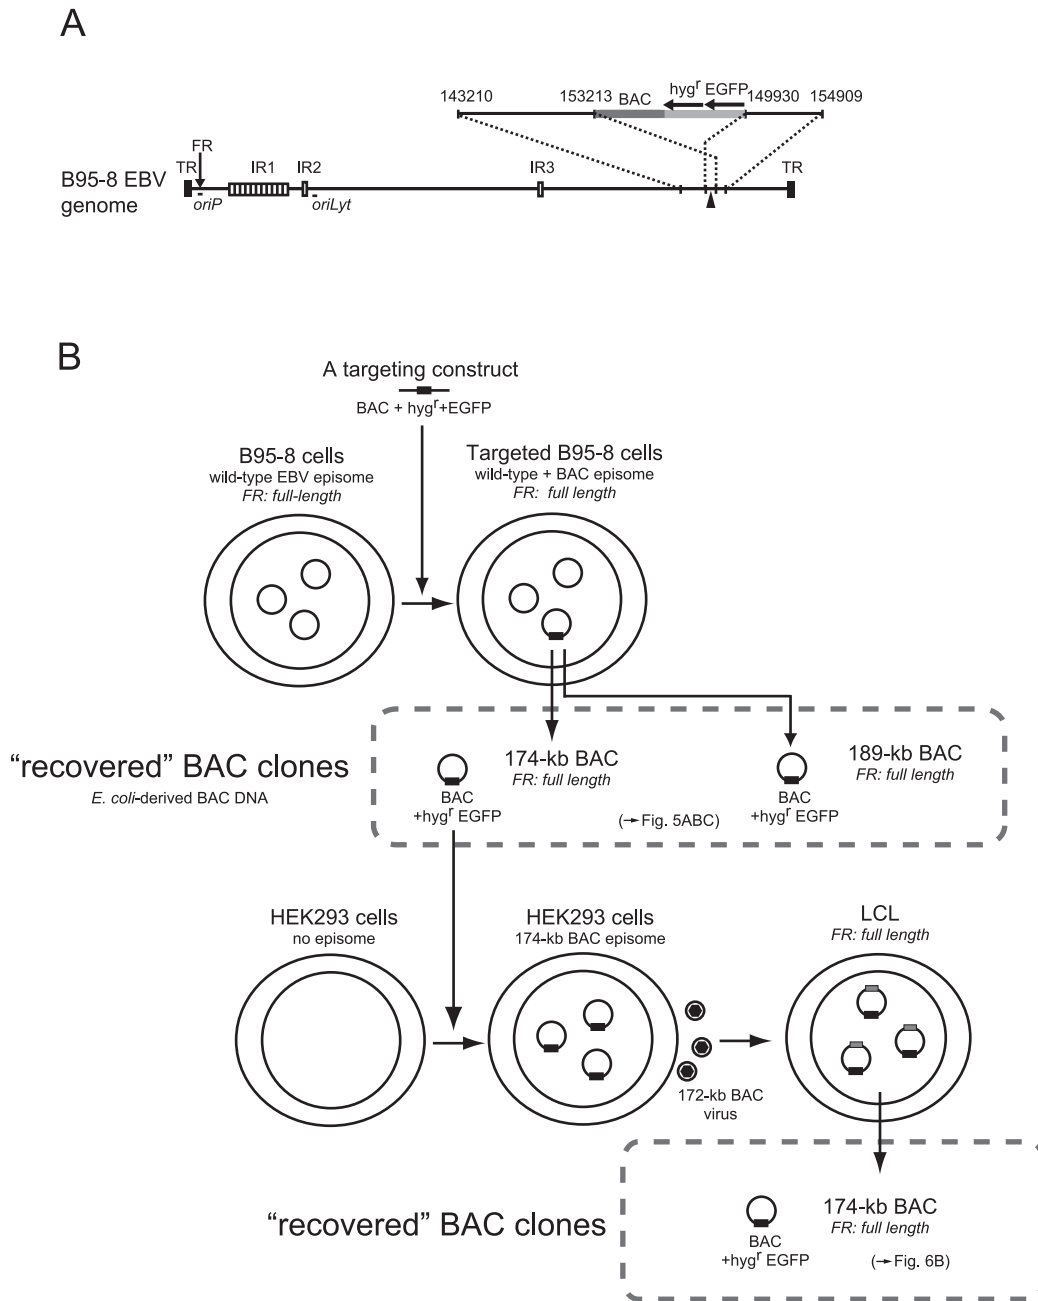 A
143210 153213 BAC hygr EGFP 149930 154909
FR
TR IR1 IR2 IR3 TR
B95-8 EBV
genome
oriP oriLyt
B
A targeting construct
BAC + hygr+EGFP
B95-8 cells
wild-type EBV episome
FR: full-length
Targeted B95-8 cells
wild-type + BAC episome
FR: full length
"recovered" BAC clones
E. coli-derived BAC DNA
174-kb BAC
FR: full length
BAC
+hygr EGFP
(→ Fig. 5ABC)
189-kb BAC
FR: full length
BAC
+hygr EGFP
HEK293 cells
no episome
HEK293 cells
174-kb BAC episome
172-kb BAC
virus
LCL
FR: full length
"recovered" BAC clones
174-kb BAC
FR: full length
BAC
+hygr EGFP
(→ Fig. 6B)